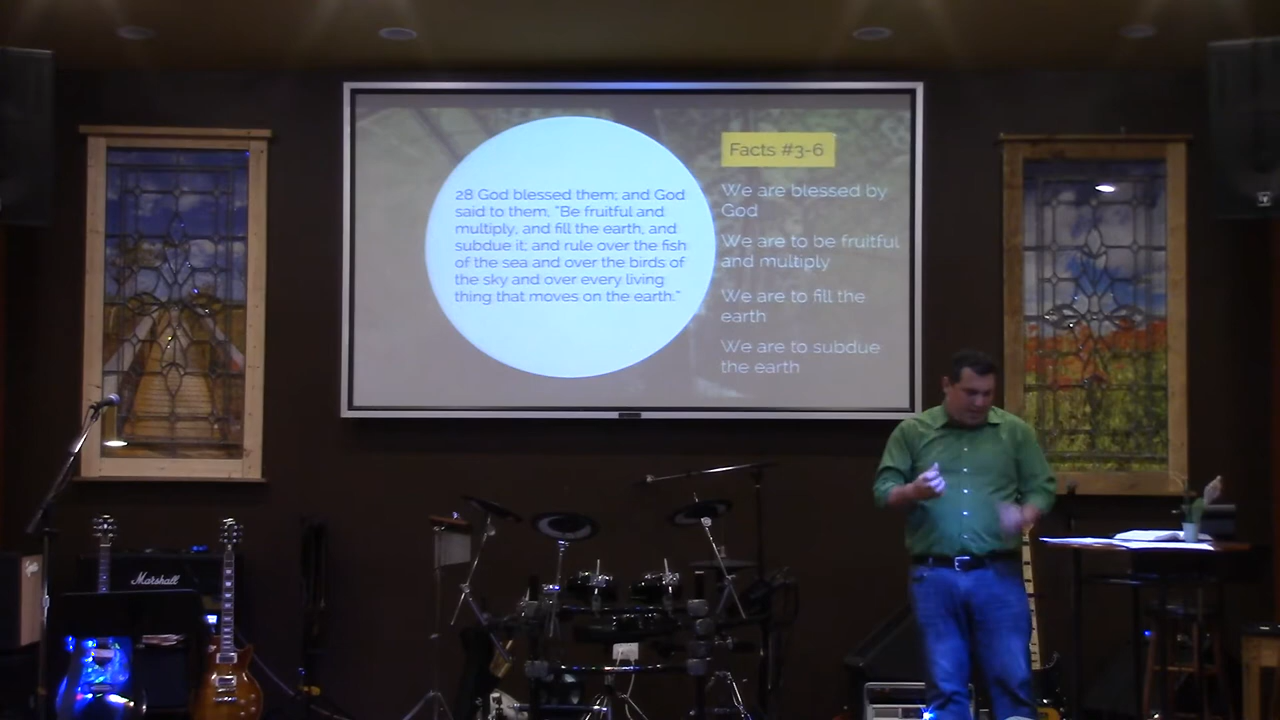 28 God blessed them; and God
said to them, "Be fruitful and
multiply, and fill the earth, and
subdue it; and rule over the fish
of the sea and over the birds of
the sky and over every living
thing that moves on the earth."
Facts #3-6
We are blessed by
God
We are to be fruitful
and multiply
We are to fill the
earth
We are to subdue
the earth
Marshall